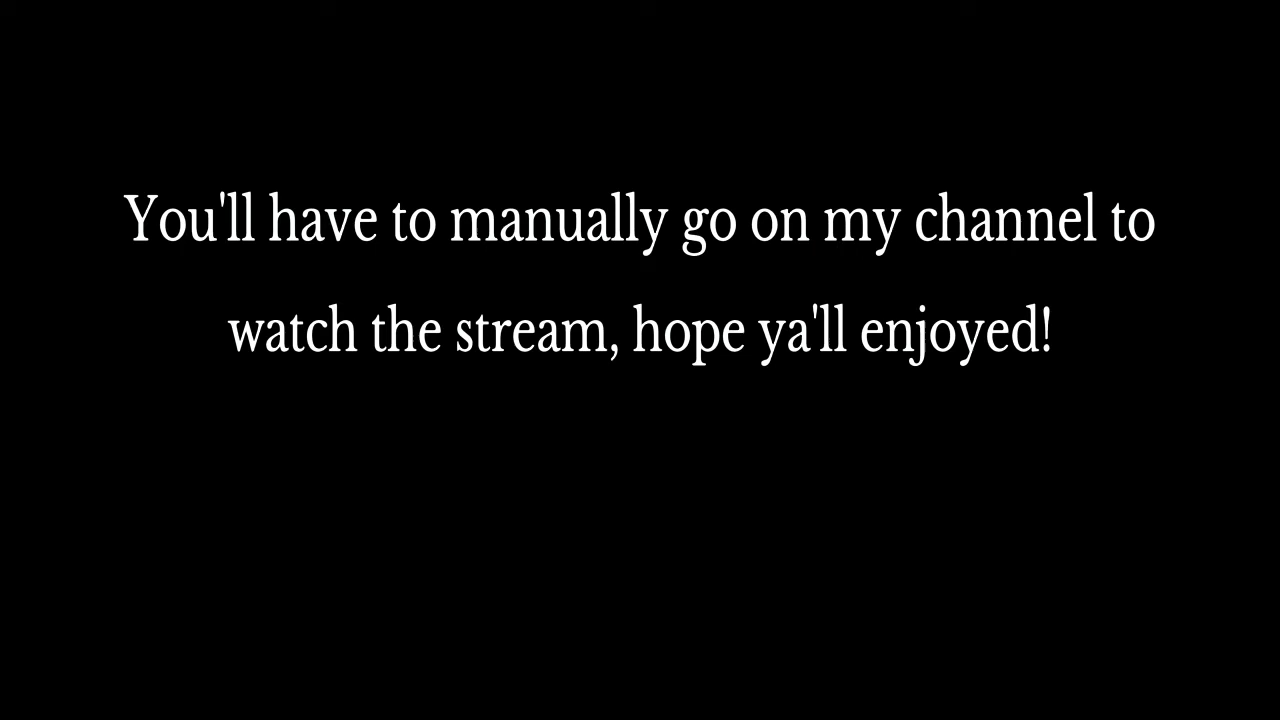 You'll have to manually go on my channel to
watch the stream, hope ya'll enjoyed!